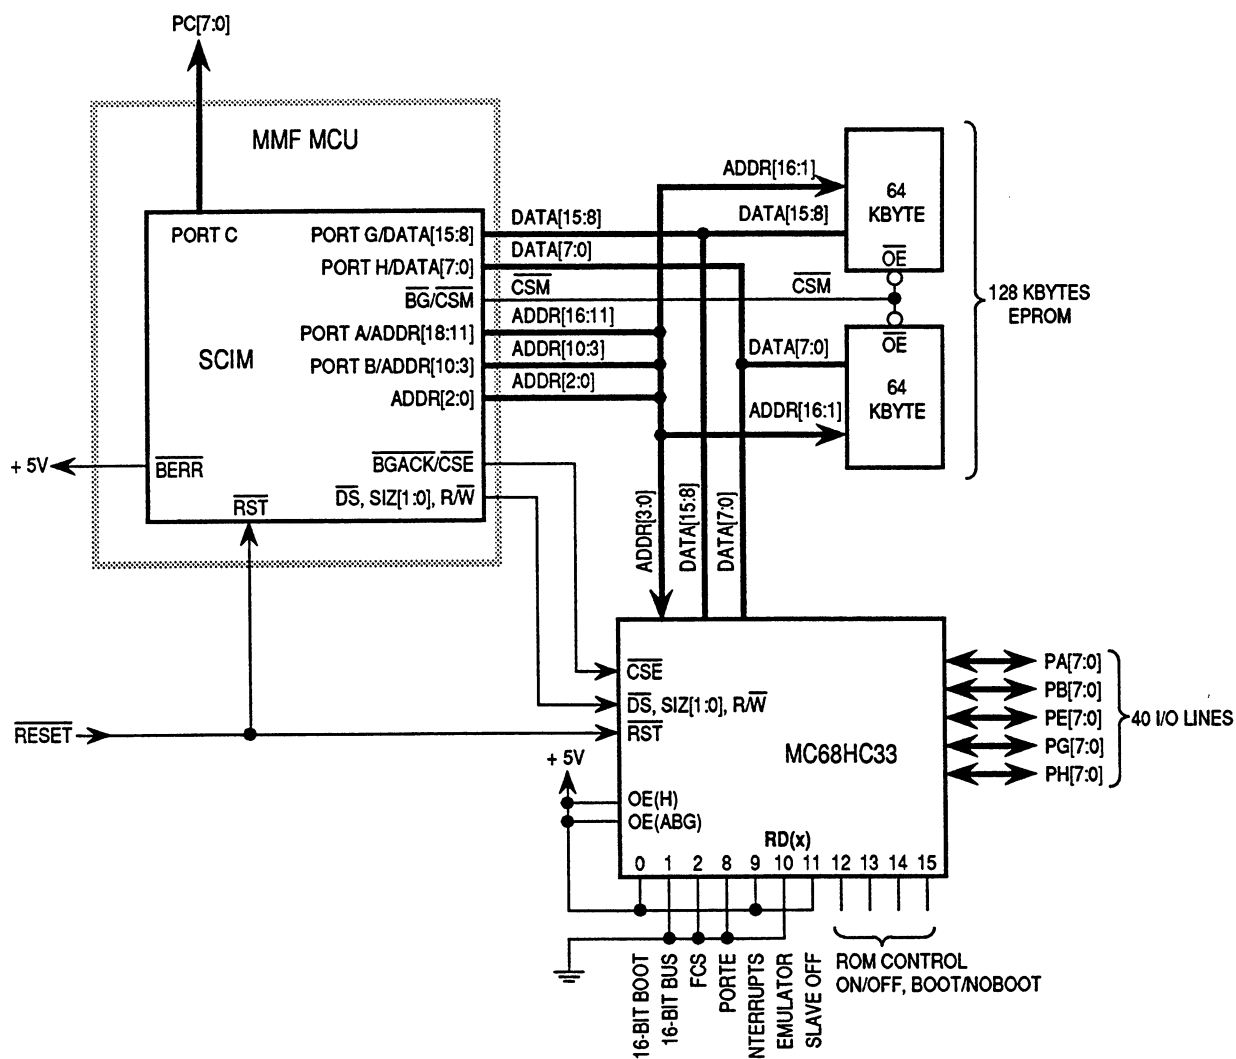 PC[7:0]
MMF MCU
PORT C
PORT G/DATA[15:8]
PORT H/DATA[7:0]
BG/CSM
PORT A/ADDR[18:11]
PORT B/ADDR[10:3]
ADDR[2:0]
SCIM
BERR
+ 5V
BGACK/CSE
DS, SIZ[1:0], R/W
RST
DATA[15:8]
DATA[7:0]
CSM
ADDR[16:11]
ADDR[10:3]
ADDR[2:0]
ADDR[16:1]
DATA[15:8]
64
KBYTE
OE
CSM
OE
64
KBYTE
DATA[7:0]
ADDR[16:1]
128 KBYTES
EPROM
ADDR[3:0]
DATA[15:8]
DATA[7:0]
RESET
CSE
DS, SIZ[1:0], R/W
RST
MC68HC33
+ 5V
OE(H)
OE(ABG)
RD(x)
0 1 2 8 9 10 11 12 13 14 15
PA[7:0]
PB[7:0]
PE[7:0]
PG[7:0]
PH[7:0]
40 I/O LINES
16-BIT BOOT
16-BIT BUS
FCS
PORTE
NTERRUPTS
EMULATOR
SLAVE OFF
ROM CONTROL
ON/OFF, BOOT/NOBOOT